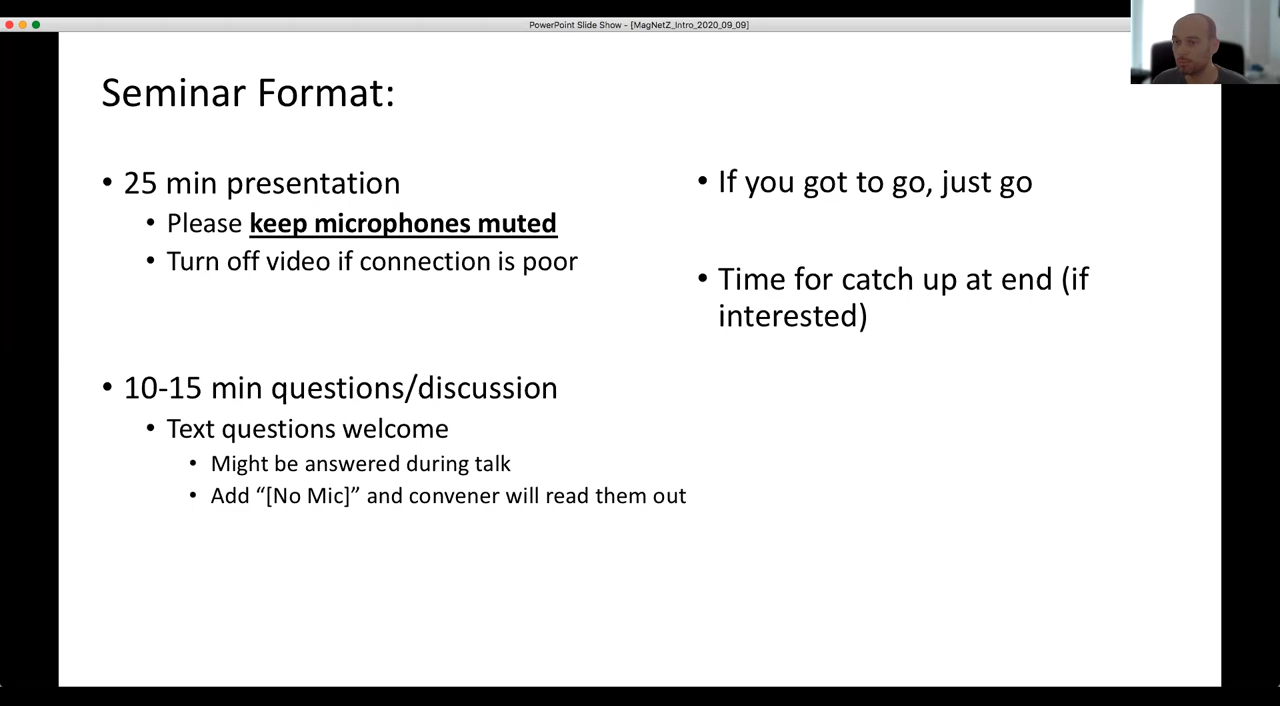 PowerPoint Slide Show - [MagNetZ_Intro_2020_09_09]
Seminar Format:
• 25 min presentation
• Please keep microphones muted
• Turn off video if connection is poor
• 10-15 min questions/discussion
• Text questions welcome
• Might be answered during talk
• Add “[No Mic]” and convener will read them out
• If you got to go, just go
• Time for catch up at end (if
interested)